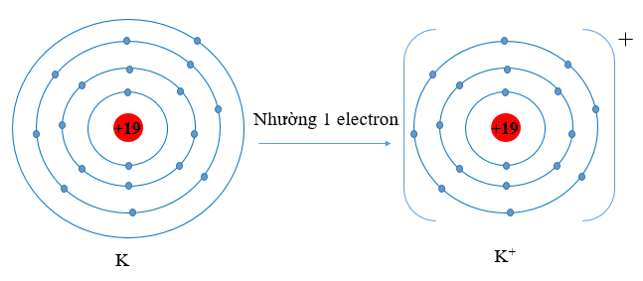 +
+19
Nhường 1 electron
+19
K
K⁺